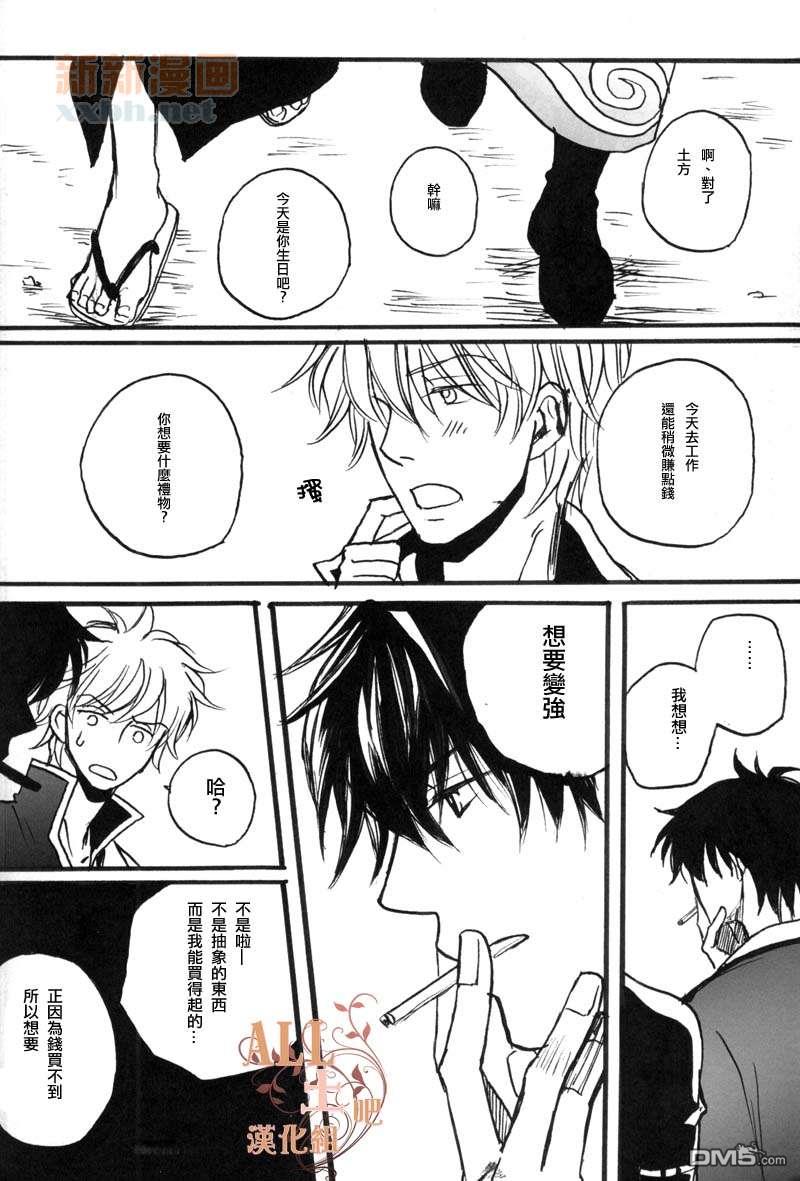 新新漫画
xxbh.net
啊、對了
土方
幹嘛
今天是你生日吧?
今天去工作
還能稍微賺點錢
你想要什麼禮物?
搔
……
我想想…
想要變強
哈?
不是啦—
不是抽象的東西
而是我能買得起的…
正因為錢買不到
所以想要
ALL
土吧
漢化組
DM5.com